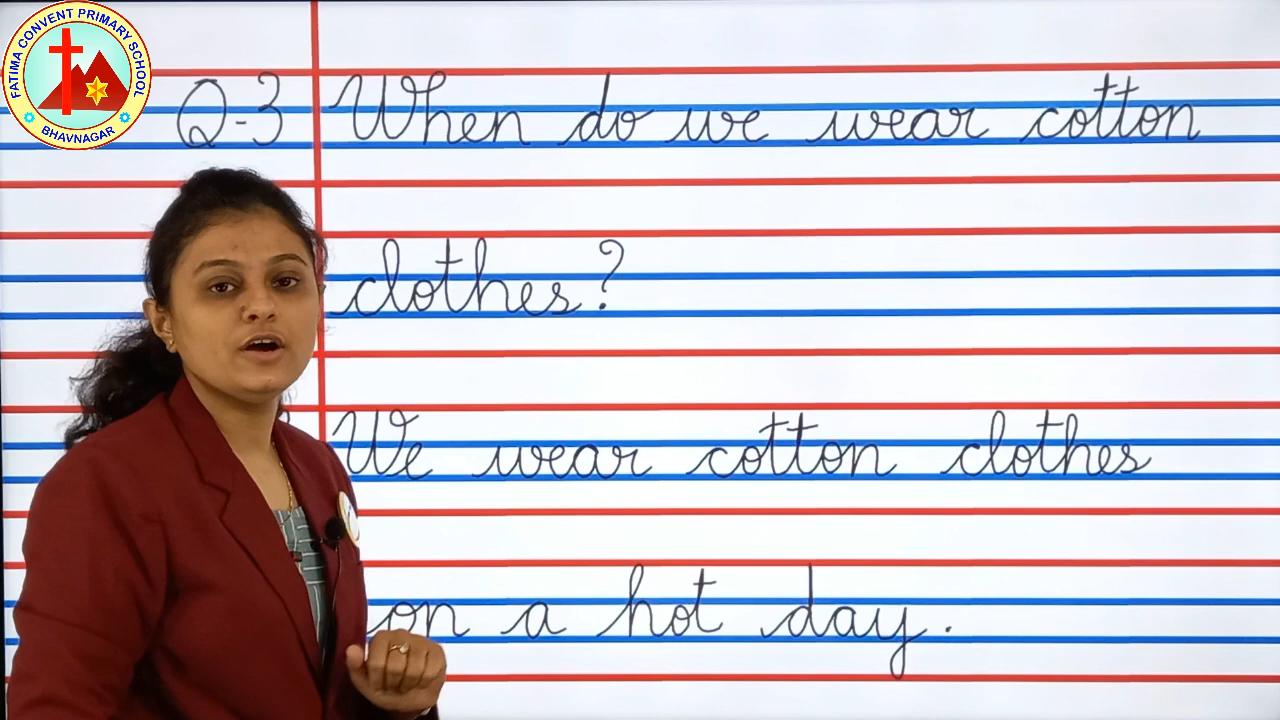 FATIMA CONVENT PRIMARY SCHOOL
BHAVNAGAR
Q-3 When do we wear cotton
clothes?
We wear cotton clothes
on a hot day.